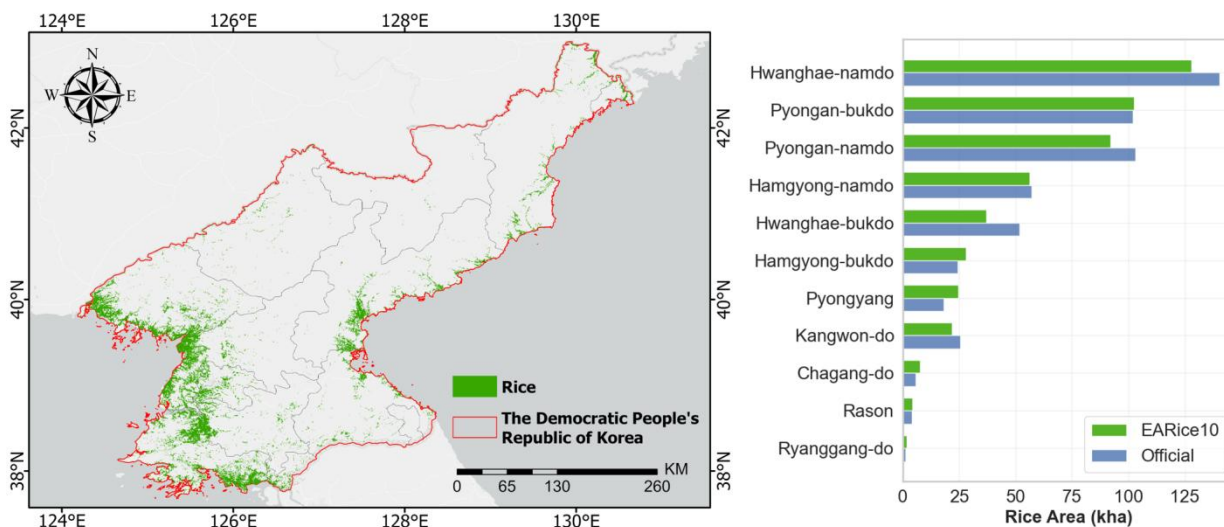 124°E 126°E 128°E 130°E
N
W E
S
42°N 42°N
40°N 40°N
38°N 38°N
Rice
The Democratic People's
Republic of Korea
KM
0 65 130 260
124°E 126°E 128°E 130°E
Hwanghae-namdo
Pyongan-bukdo
Pyongan-namdo
Hamgyong-namdo
Hwanghae-bukdo
Hamgyong-bukdo
Pyongyang
Kangwon-do
Chagang-do
Rason
Ryanggang-do
EARice10
Official
0 25 50 75 100 125
Rice Area (kha)